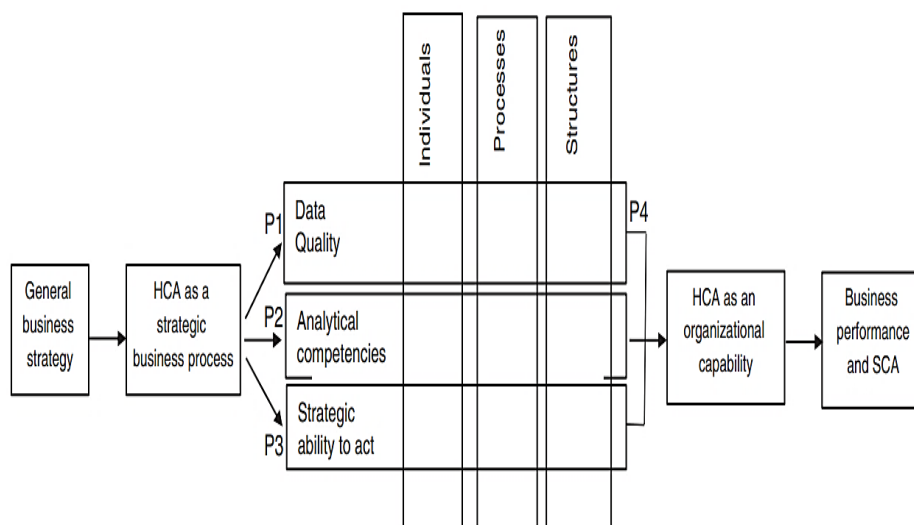 Individuals
Processes
Structures
P1
Data
Quality
P4
General
business
strategy
HCA as a
strategic
business process
P2
Analytical
competencies
HCA as an
organizational
capability
Business
performance
and SCA
P3
Strategic
ability to act